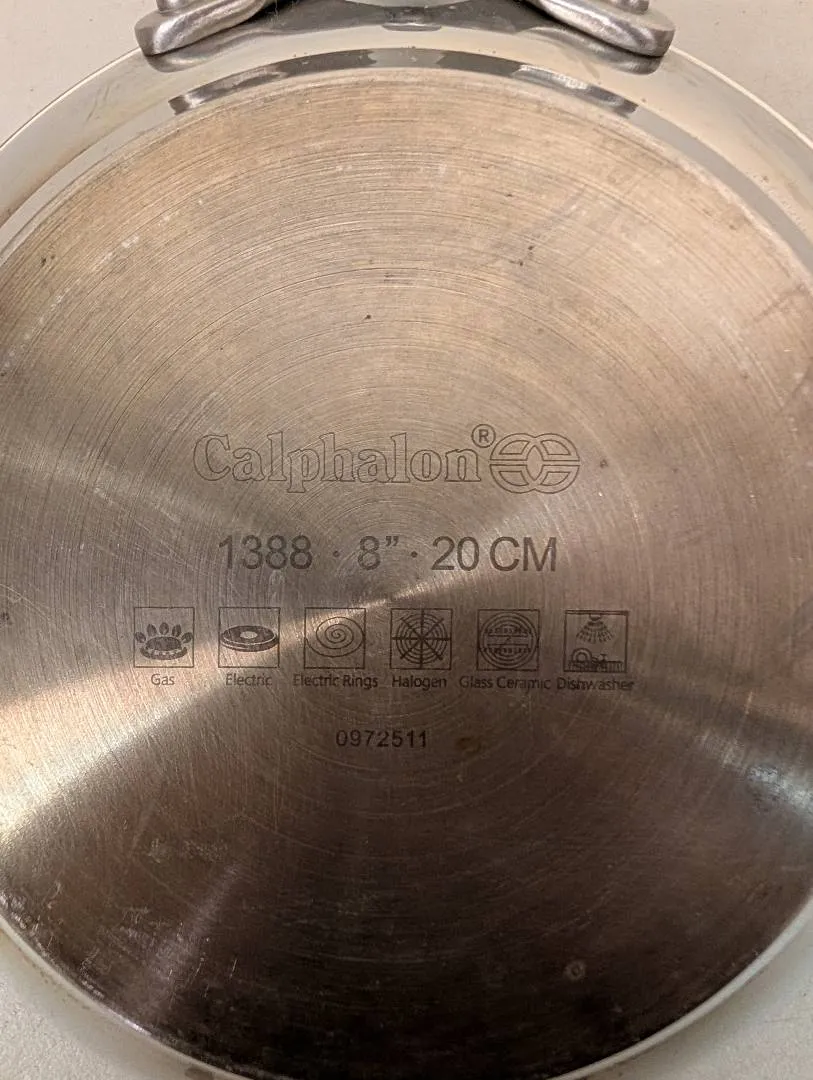 Calphalon®
1388 · 8” · 20 CM
Gas Electric Electric Rings Halogen Glass Ceramic Dishwasher
0972511